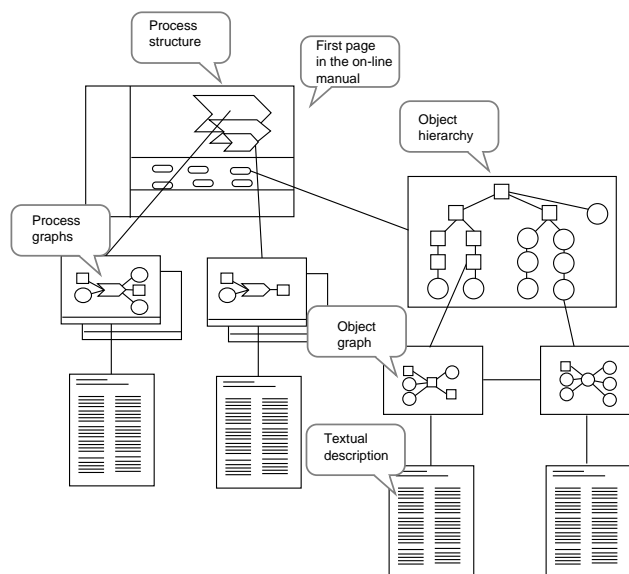 Process
structure
First page
in the on-line
manual
Object
hierarchy
Process
graphs
Object
graph
Textual
description